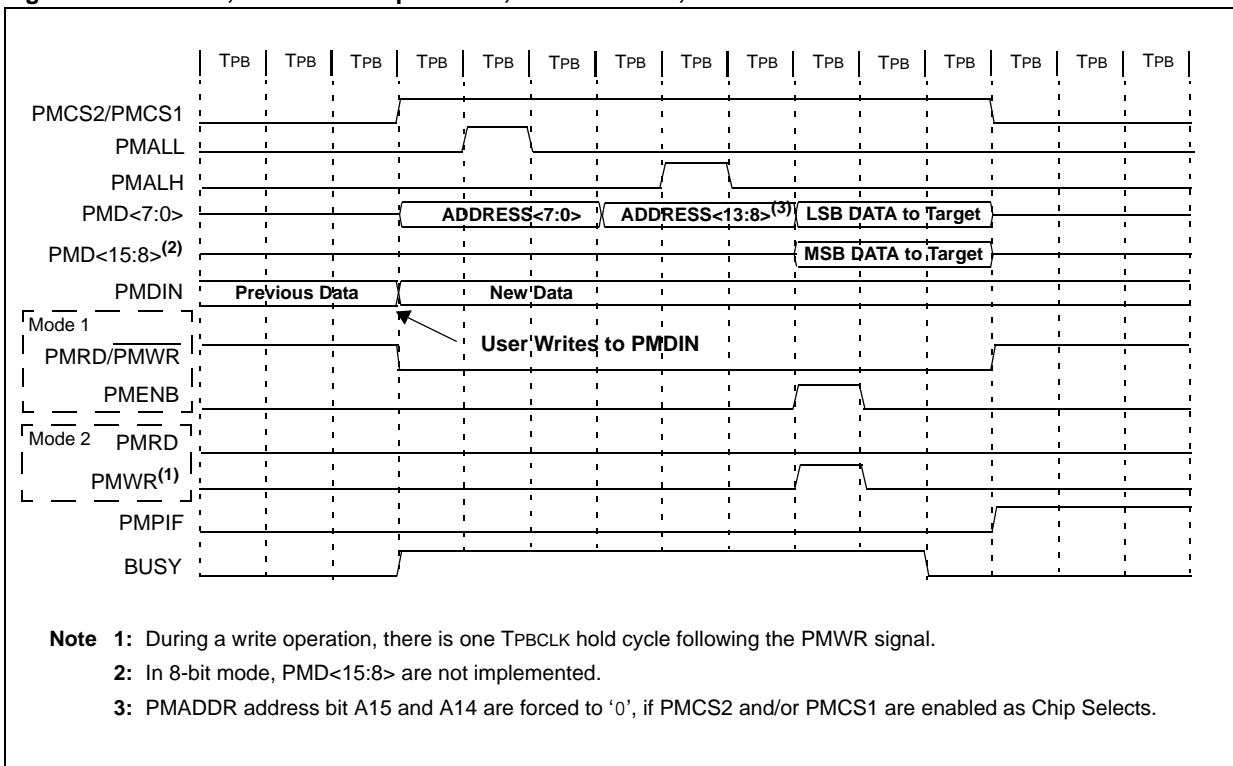 TPB TPB TPB TPB TPB TPB TPB TPB TPB TPB TPB TPB TPB TPB TPB
PMCS2/PMCS1
PMALL
PMALH
PMD<7:0> ADDRESS<7:0> ADDRESS<13:8>(3) LSB DATA to Target
PMD<15:8>(2) MSB DATA to Target
PMDIN Previous Data New Data
Mode 1
User Writes to PMDIN
PMRD/PMWR
PMENB
Mode 2 PMRD
PMWR(1)
PMPIF
BUSY
Note 1: During a write operation, there is one TPBCLK hold cycle following the PMWR signal.
2: In 8-bit mode, PMD<15:8> are not implemented.
3: PMADDR address bit A15 and A14 are forced to ‘0’, if PMCS2 and/or PMCS1 are enabled as Chip Selects.